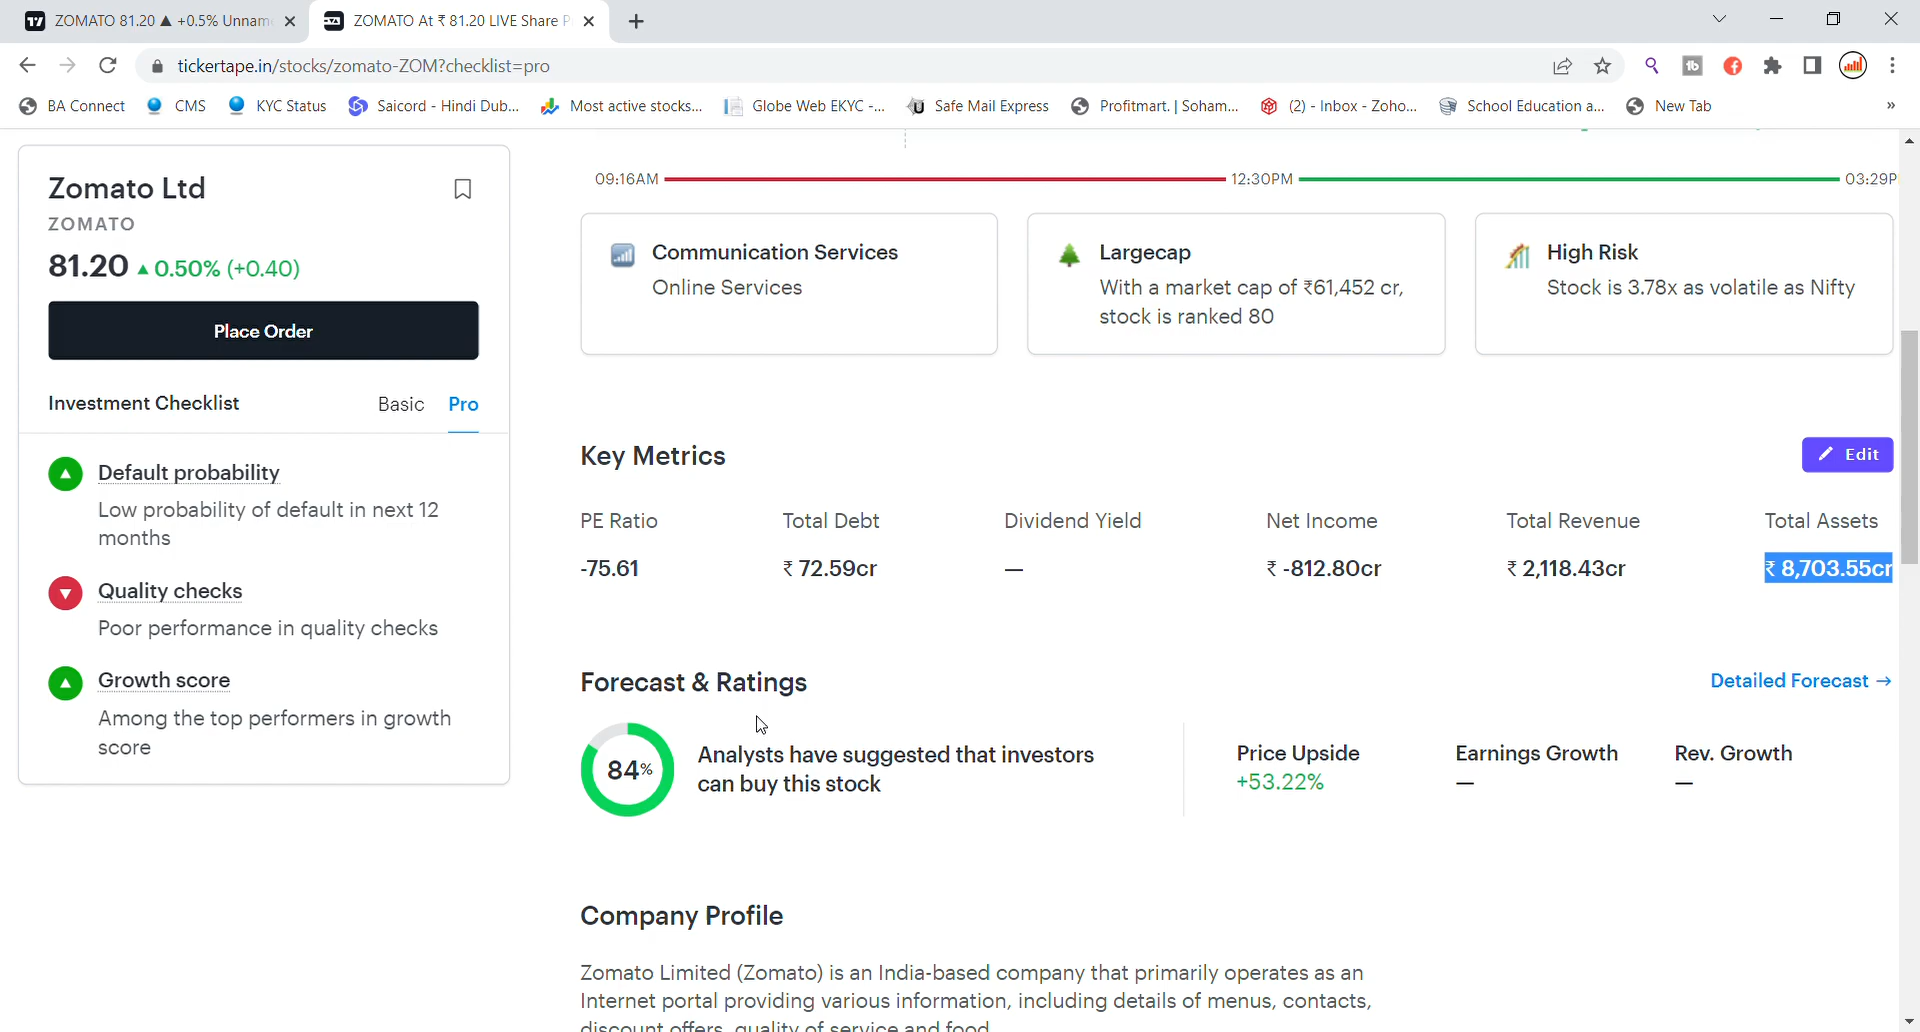 ZOMATO 81.20 ▲ +0.5% Unnam
ZOMATO At ₹ 81.20 LIVE Share P
tickertape.in/stocks/zomato-ZOM?checklist=pro
BA Connect
CMS
KYC Status
Saicord - Hindi Dub...
Most active stocks...
Globe Web EKYC -...
Safe Mail Express
Profitmart. | Soham...
(2) - Inbox - Zoho...
School Education a...
New Tab
»
Zomato Ltd
ZOMATO
81.20 ▲ 0.50% (+0.40)
Place Order
Investment Checklist
Basic
Pro
Default probability
Low probability of default in next 12
months
Quality checks
Poor performance in quality checks
Growth score
Among the top performers in growth
score
09:16AM
12:30PM
03:29P
Communication Services
Online Services
Largecap
With a market cap of ₹61,452 cr,
stock is ranked 80
High Risk
Stock is 3.78x as volatile as Nifty
Key Metrics
Edit
PE Ratio
-75.61
Total Debt
₹ 72.59cr
Dividend Yield
—
Net Income
₹ -812.80cr
Total Revenue
₹ 2,118.43cr
Total Assets
₹ 8,703.55cr
Forecast & Ratings
Detailed Forecast →
84%
Analysts have suggested that investors
can buy this stock
Price Upside
+53.22%
Earnings Growth
—
Rev. Growth
—
Company Profile
Zomato Limited (Zomato) is an India-based company that primarily operates as an
Internet portal providing various information, including details of menus, contacts,
discount offers, quality of service and food